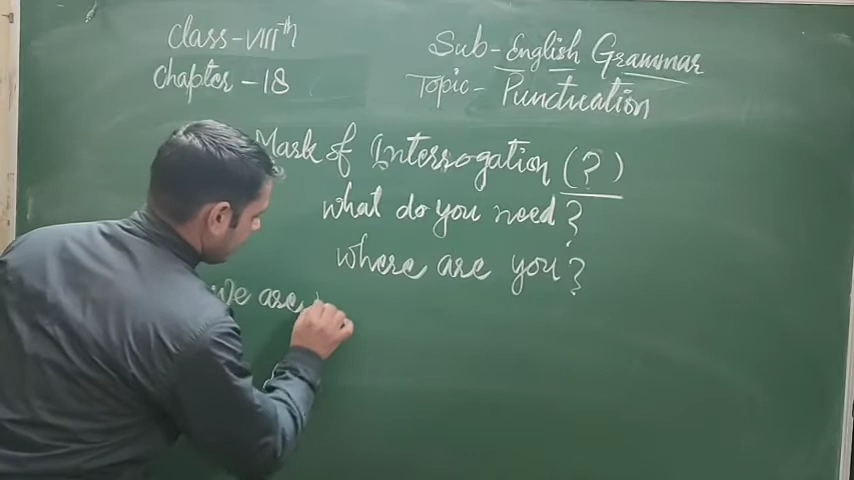 Class-VIIIth
Sub- English Grammar
Chapter-18
Topic- Punctuation
Mark of Interrogation (?)
what do you need?
where are you?
we are